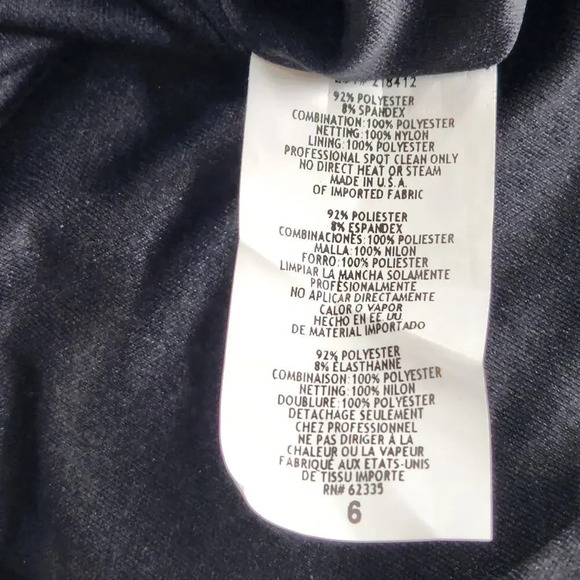 218412
92% POLYESTER
8% SPANDEX
COMBINATION:100% POLYESTER
NETTING:100% NYLON
LINING:100% POLYESTER
PROFESSIONAL SPOT CLEAN ONLY
NO DIRECT HEAT OR STEAM
MADE IN U.S.A.
OF IMPORTED FABRIC
92% POLIESTER
8% ESPANDEX
COMBINACIONES:100% POLYESTER
MALLA:100% NILON
FORRO:100% POLIESTER
LIMPIAR LA MANCHA SOLAMENTE
PROFESIONALMENTE
NO APLICAR DIRECTAMENTE
CALOR O VAPOR
HECHO EN EE.UU.
DE MATERIAL IMPORTADO
92% POLYESTER
8% ELASTHANNE
COMBINAISON:100% POLYESTER
NETTING:100% NILON
DOUBLURE:100% POLYESTER
DETACHAGE SEULEMENT
CHEZ PROFESSIONNEL
NE PAS DIRIGER À LA
CHALEUR OU LA VAPEUR
FABRIQUÉ AUX ETATS-UNIS
DE TISSU IMPORTE
RN# 62335
6